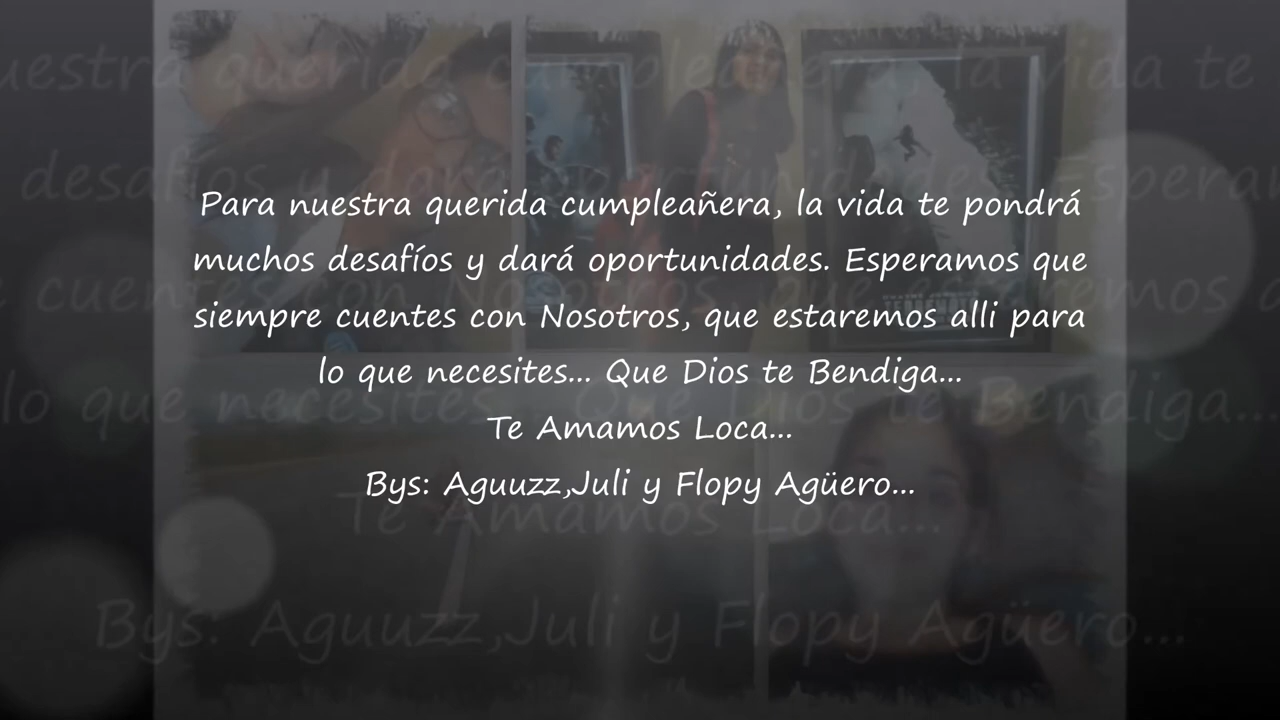 Para nuestra querida cumpleañera, la vida te pondrá
muchos desafíos y dará oportunidades. Esperamos que
siempre cuentes con Nosotros, que estaremos alli para
lo que necesites... Que Dios te Bendiga...
Te Amamos Loca...
Bys: Aguuzz,Juli y Flopy Agüero...